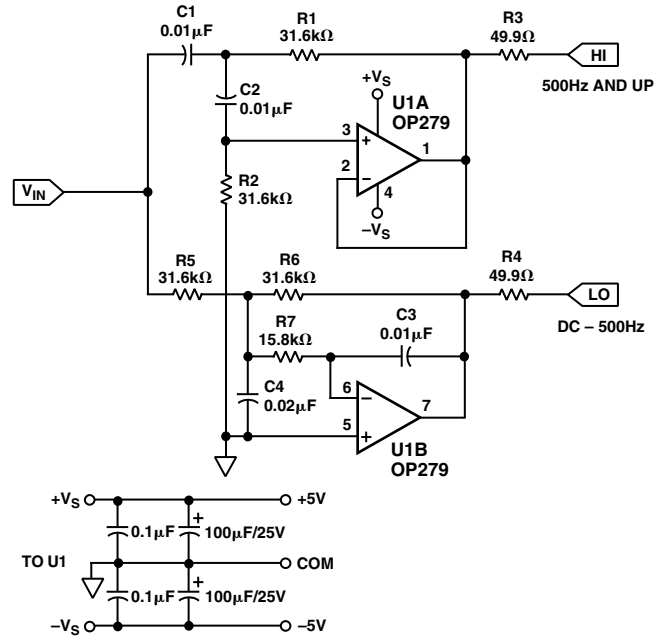 C1
0.01μF
R1
31.6kΩ
R3
49.9Ω
HI
500Hz AND UP
C2
0.01μF
+VS
U1A
OP279
3
+
2
–
1
4
–VS
VIN
R2
31.6kΩ
R5
31.6kΩ
R6
31.6kΩ
R4
49.9Ω
LO
DC – 500Hz
R7
15.8kΩ
C3
0.01μF
C4
0.02μF
6
–
7
5
+
U1B
OP279
+VS
+5V
0.1μF
+
100μF/25V
TO U1
COM
0.1μF
+
100μF/25V
–VS
–5V